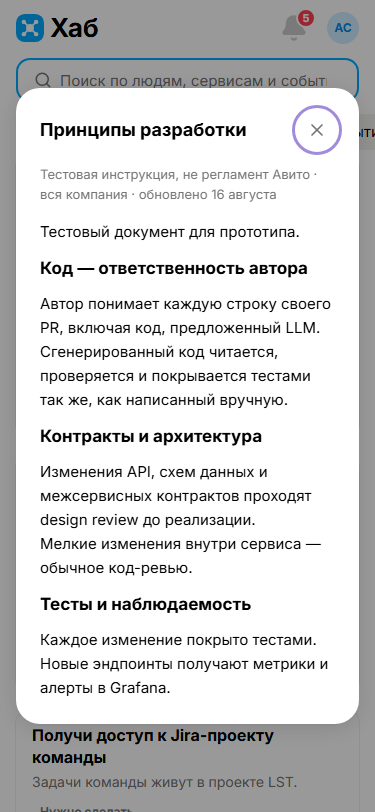 Хаб
5
АС
Поиск по людям, сервисам и событ
Принципы разработки
Тестовая инструкция, не регламент Авито ·
вся компания · обновлено 16 августа
Тестовый документ для прототипа.
Код — ответственность автора
Автор понимает каждую строку своего
PR, включая код, предложенный LLM.
Сгенерированный код читается,
проверяется и покрывается тестами
так же, как написанный вручную.
Контракты и архитектура
Изменения API, схем данных и
межсервисных контрактов проходят
design review до реализации.
Мелкие изменения внутри сервиса —
обычное код-ревью.
Тесты и наблюдаемость
Каждое изменение покрыто тестами.
Новые эндпоинты получают метрики и
алерты в Grafana.
Получи доступ к Jira-проекту
команды
Задачи команды живут в проекте LST.
Нужно сделать